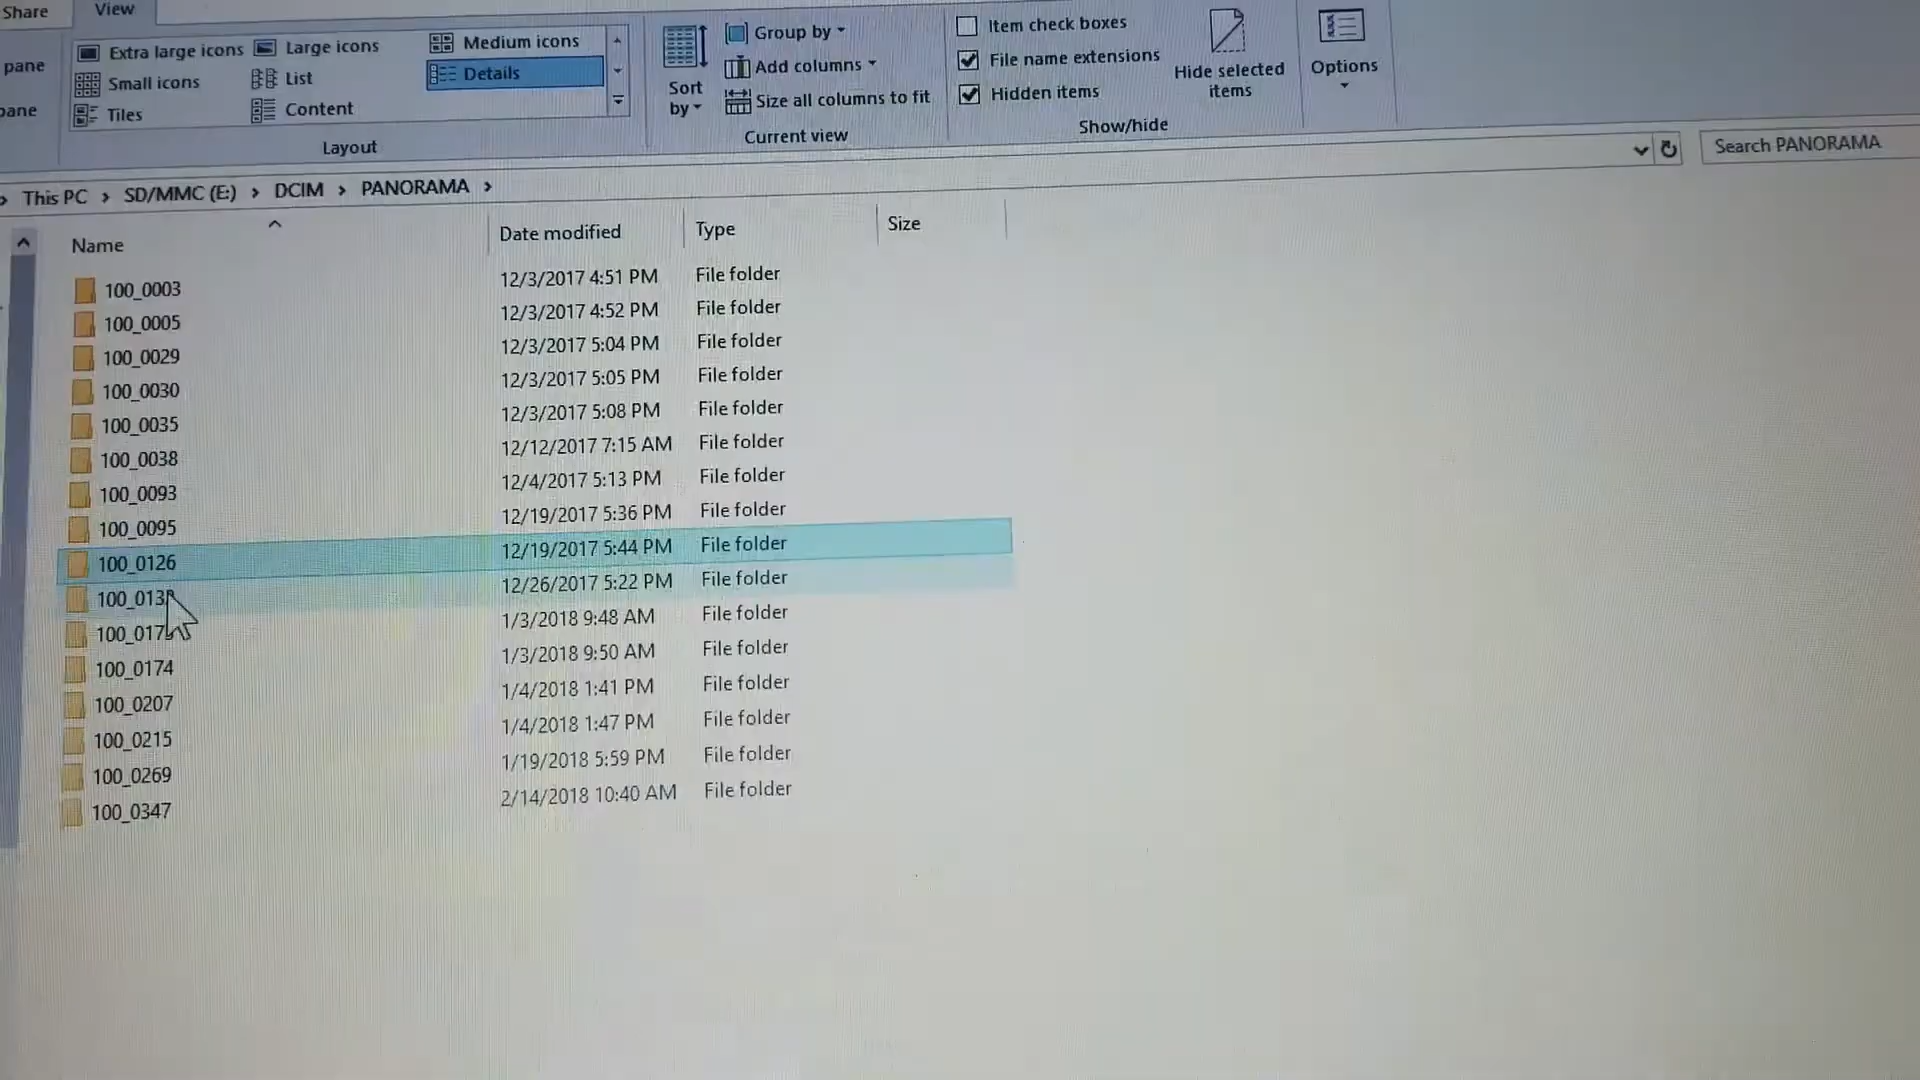 Share View
pane
pane
Extra large icons Large icons Medium icons
Small icons List Details
Tiles Content
Layout
Sort by
Group by
Add columns
Size all columns to fit
Current view
Item check boxes
File name extensions
Hidden items
Show/hide
Hide selected items
Options
This PC > SD/MMC (E:) > DCIM > PANORAMA >
Search PANORAMA
Name Date modified Type Size
100_0003 12/3/2017 4:51 PM File folder
100_0005 12/3/2017 4:52 PM File folder
100_0029 12/3/2017 5:04 PM File folder
100_0030 12/3/2017 5:05 PM File folder
100_0035 12/3/2017 5:08 PM File folder
100_0038 12/12/2017 7:15 AM File folder
100_0093 12/4/2017 5:13 PM File folder
100_0095 12/19/2017 5:36 PM File folder
100_0126 12/19/2017 5:44 PM File folder
12/26/2017 5:22 PM File folder
1/3/2018 9:48 AM File folder
100_0174 1/3/2018 9:50 AM File folder
100_0207 1/4/2018 1:41 PM File folder
100_0215 1/4/2018 1:47 PM File folder
100_0269 1/19/2018 5:59 PM File folder
100_0347 2/14/2018 10:40 AM File folder